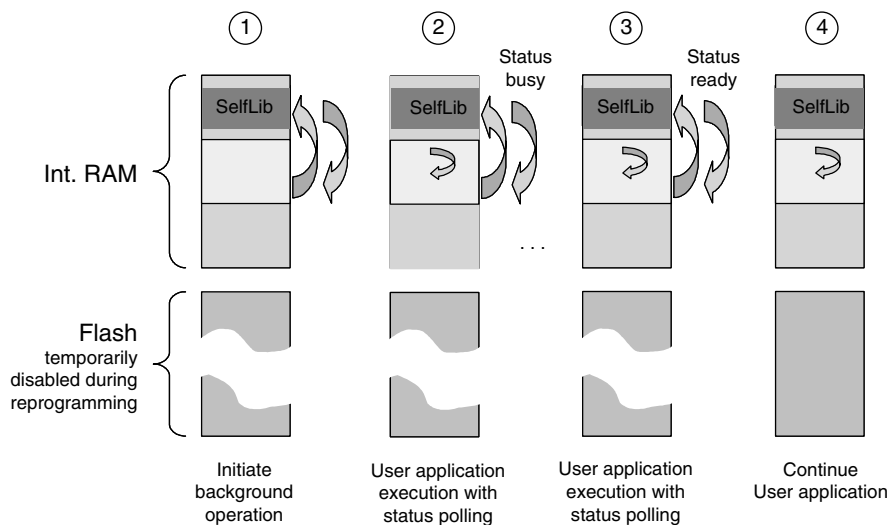 1
2
3
4
Status
busy
Status
ready
SelfLib
SelfLib
SelfLib
SelfLib
Int. RAM
. . .
Flash
temporarily
disabled during
reprogramming
Initiate
background
operation
User application
execution with
status polling
User application
execution with
status polling
Continue
User application